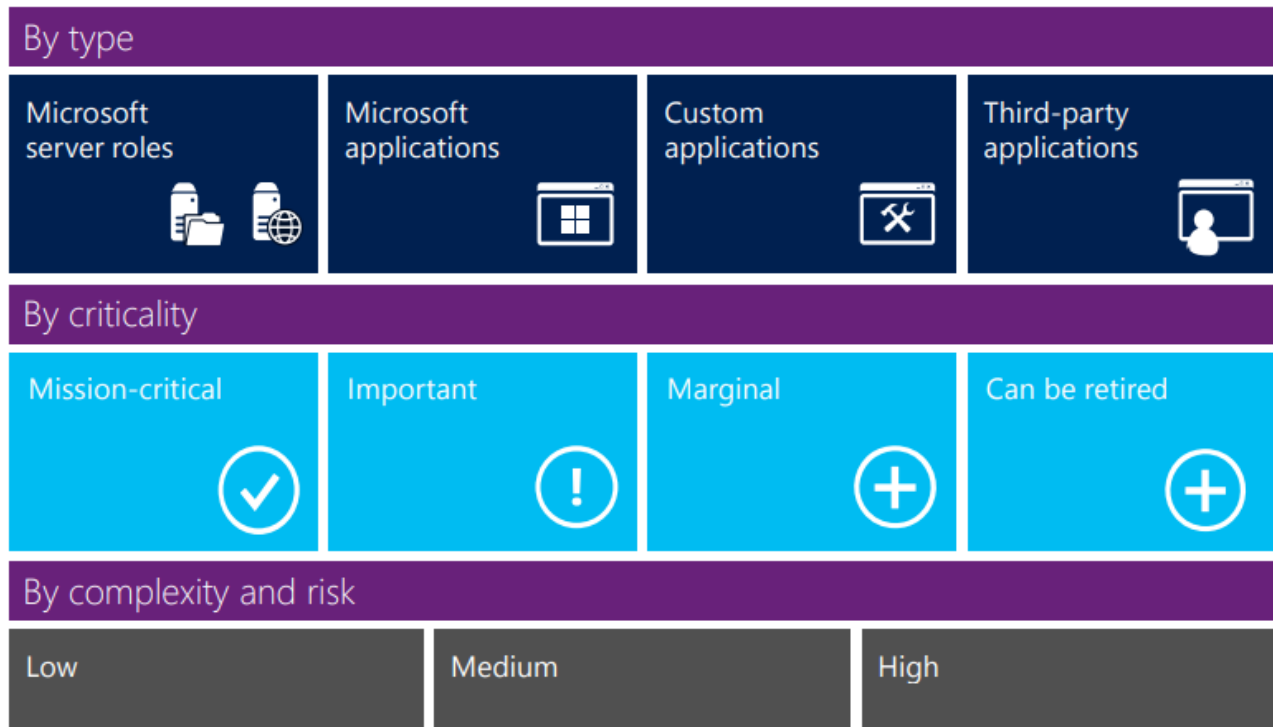 By type
Microsoft
server roles
Microsoft
applications
Custom
applications
Third-party
applications
By criticality
Mission-critical
Important
Marginal
Can be retired
By complexity and risk
Low
Medium
High